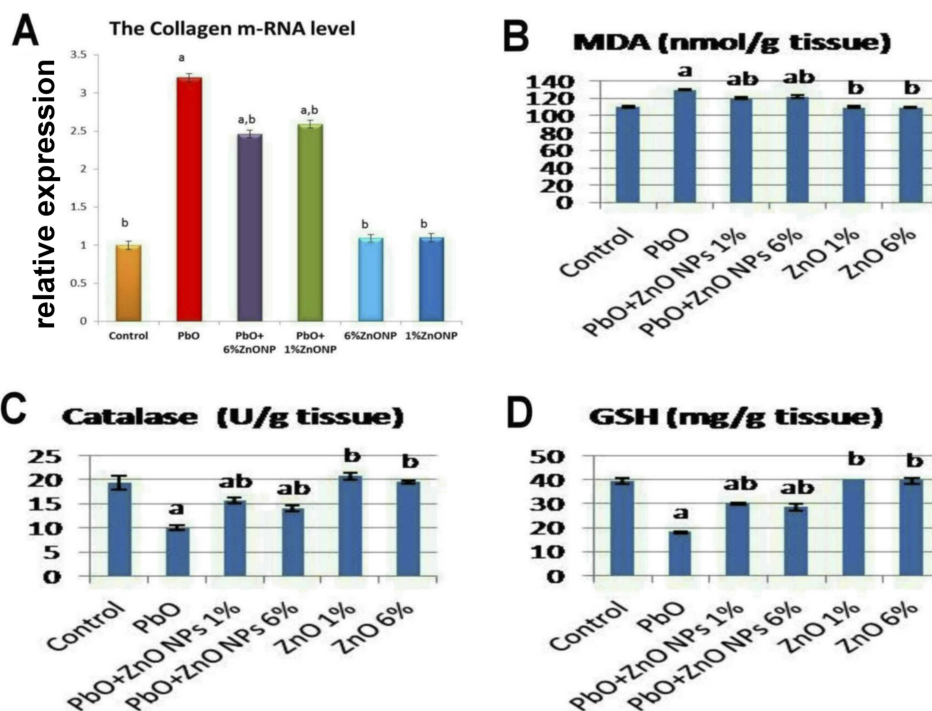 A
The Collagen m-RNA level
relative expression
3.5
3
2.5
2
1.5
1
0.5
0
b
a
a,b
a,b
b
b
Control
PbO
PbO+
6%ZnONP
PbO+
1%ZnONP
6%ZnONP
1%ZnONP
B
MDA (nmol/g tissue)
140
120
100
80
60
40
20
0
a
ab
ab
b
b
Control
PbO
PbO+ZnO NPs 1%
PbO+ZnO NPs 6%
ZnO 1%
ZnO 6%
C
Catalase (U/g tissue)
25
20
15
10
5
0
a
ab
ab
b
b
Control
PbO
PbO+ZnO NPs 1%
PbO+ZnO NPs 6%
ZnO 1%
ZnO 6%
D
GSH (mg/g tissue)
50
40
30
20
10
0
a
ab
ab
b
b
Control
PbO
PbO+ZnO NPs 1%
PbO+ZnO NPs 6%
ZnO 1%
ZnO 6%